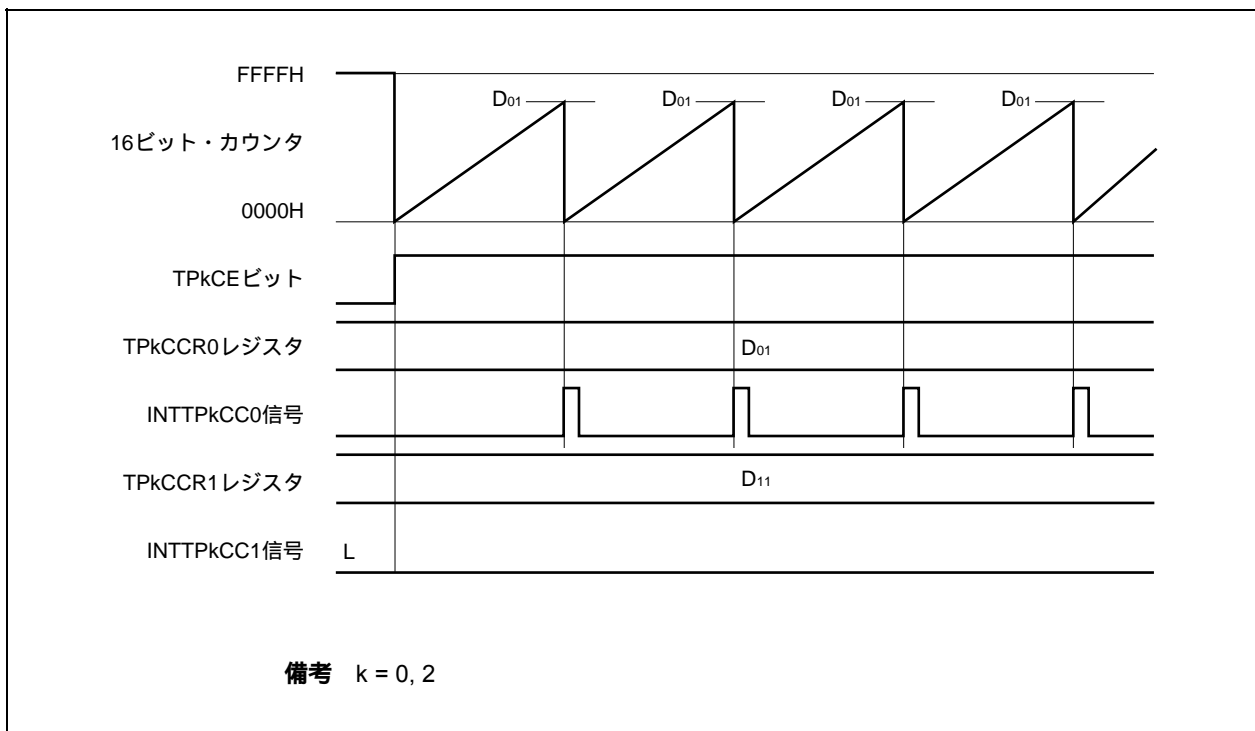 FFFFH
D01 D01 D01 D01
16ビット・カウンタ
0000H
TPkCEビット
TPkCCR0レジスタ D01
INTTPkCC0信号
TPkCCR1レジスタ D11
INTTPkCC1信号 L
備考 k = 0, 2